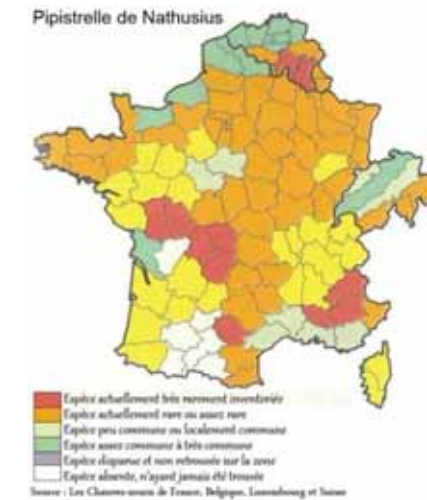 Pipistrelle de Nathusius
Espèce actuellement très rarement inventoriée
Espèce actuellement rare ou assez rare
Espèce peu commune ou localement commune
Espèce assez commune à très commune
Espèce disparue et non retrouvée sur la zone
Espèce absente, n'ayant jamais été trouvée
Source : Les Chauves-souris de France, Belgique, Luxembourg et Suisse